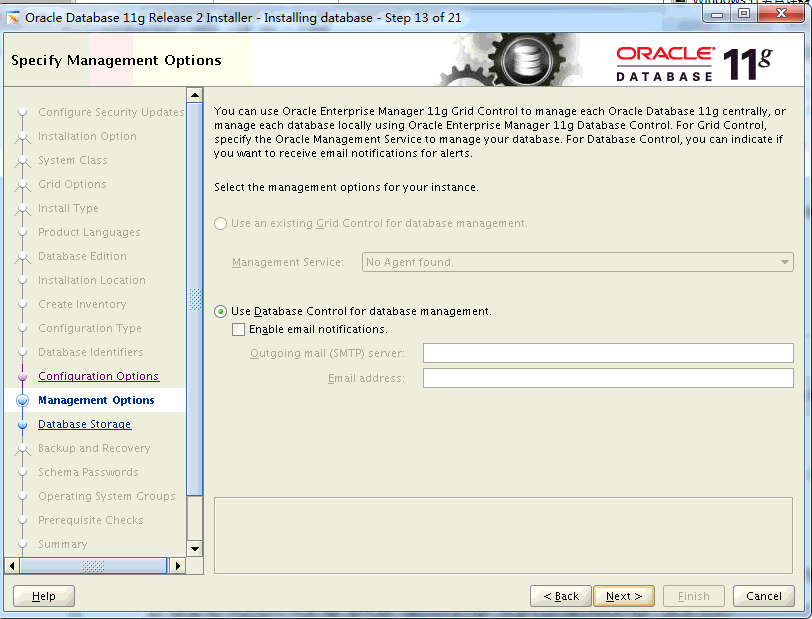 Oracle Database 11g Release 2 Installer - Installing database - Step 13 of 21
Specify Management Options
ORACLE
DATABASE
11g
Configure Security Updates
Installation Option
System Class
Grid Options
Install Type
Product Languages
Database Edition
Installation Location
Create Inventory
Configuration Type
Database Identifiers
Configuration Options
Management Options
Database Storage
Backup and Recovery
Schema Passwords
Operating System Groups
Prerequisite Checks
Summary
You can use Oracle Enterprise Manager 11g Grid Control to manage each Oracle Database 11g centrally, or
manage each database locally using Oracle Enterprise Manager 11g Database Control. For Grid Control,
specify the Oracle Management Service to manage your database. For Database Control, you can indicate if
you want to receive email notifications for alerts.
Select the management options for your instance.
Use an existing Grid Control for database management.
Management Service: No Agent found.
Use Database Control for database management.
Enable email notifications.
Outgoing mail (SMTP) server:
Email address:
Help
< Back
Next >
Finish
Cancel